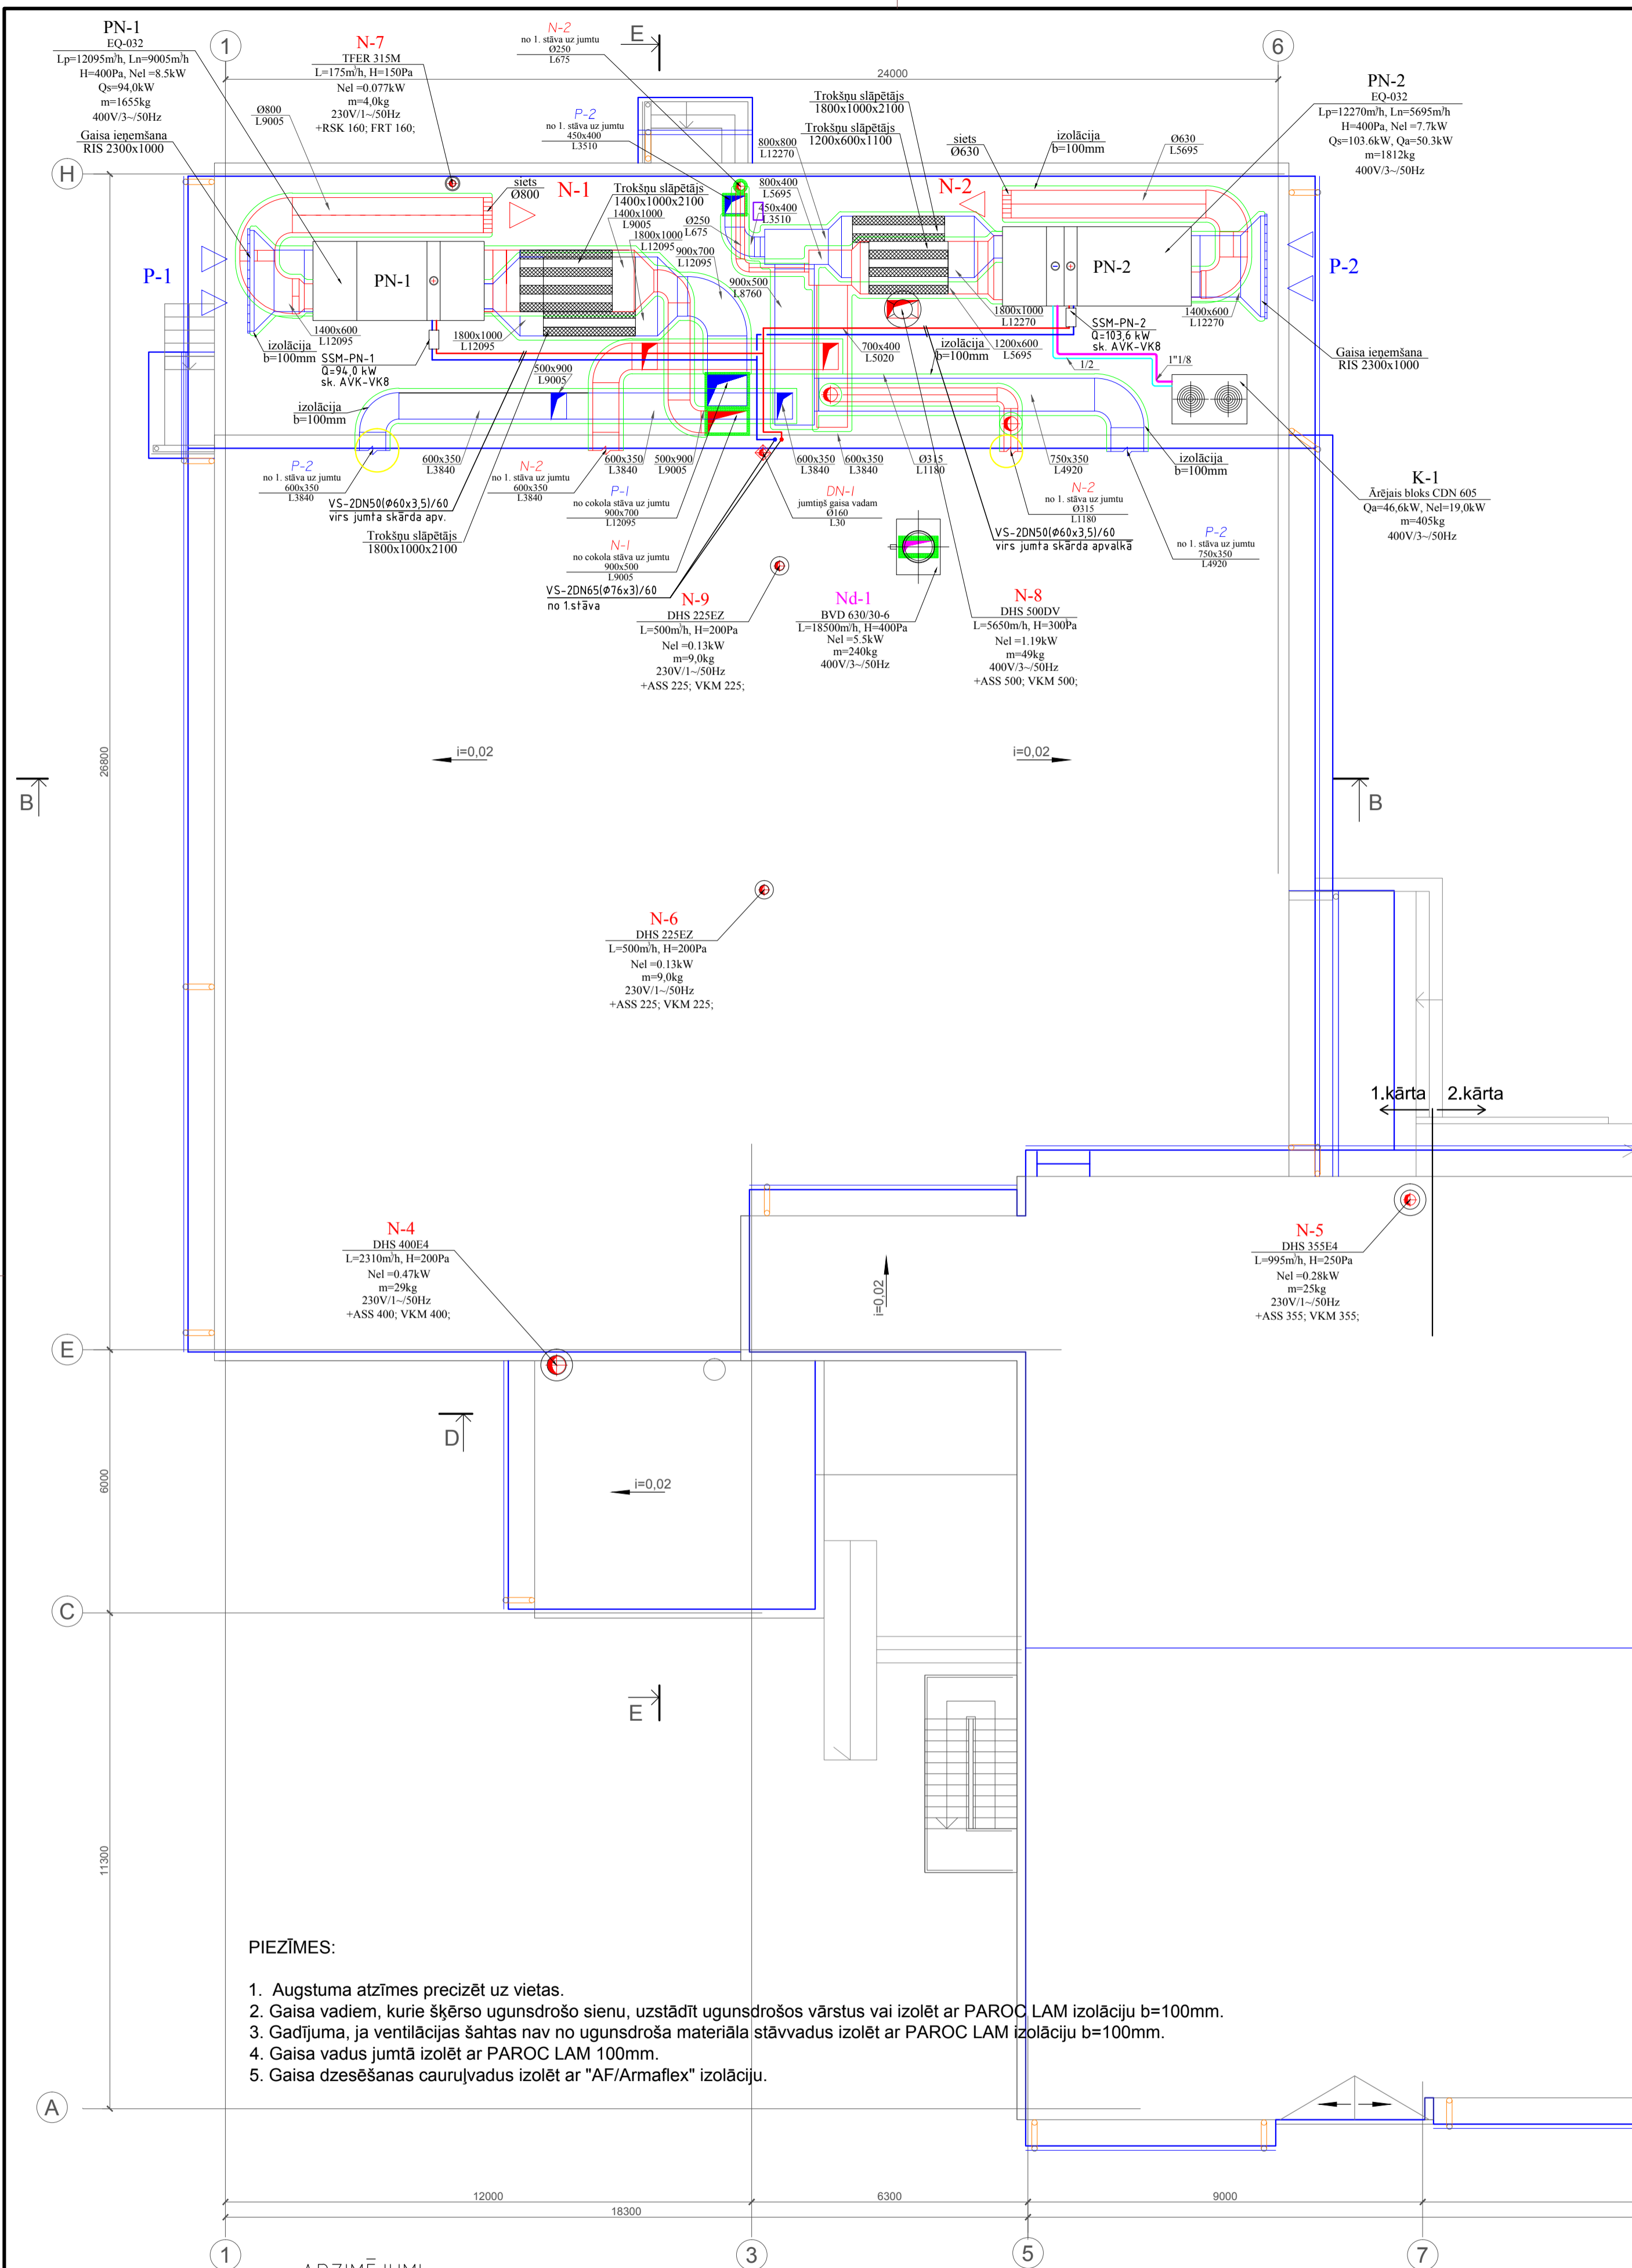 PN-1
EQ-032
Lp=12095m³/h, Ln=9005m³/h
H=400Pa, Nel =8.5kW
Qs=94,0kW
m=1655kg
400V/3~/50Hz
Gaisa ieņemšana
RIS 2300x1000
1
N-7
TFER 315M
L=175m³/h, H=150Pa
Nel =0.077kW
m=4,0kg
230V/1~/50Hz
+RSK 160; FRT 160;
Ø800
L9005
N-2
no 1. stāva uz jumtu
Ø250
L675
E
24000
6
P-2
no 1. stāva uz jumtu
450x400
L3510
Trokšņu slāpētājs
1800x1000x2100
Trokšņu slāpētājs
1200x600x1100
800x800
L12270
siets
Ø630
izolācija
b=100mm
Ø630
L5695
PN-2
EQ-032
Lp=12270m³/h, Ln=5695m³/h
H=400Pa, Nel =7.7kW
Qs=103.6kW, Qa=50.3kW
m=1812kg
400V/3~/50Hz
H
siets
Ø800
N-1
Trokšņu slāpētājs
1400x1000x2100
1400x1000
L9005
1800x1000
L12095
Ø250
L675
900x700
L12095
800x400
L5695
450x400
L3510
N-2
900x500
L8760
P-1
PN-1
PN-2
P-2
1400x600
L12095
izolācija
b=100mm
SSM-PN-1
Q=94,0 kW
sk. AVK-VK8
1800x1000
L12095
500x900
L9005
700x400
L5020
izolācija
b=100mm
1800x1000
L12270
1200x600
L5695
SSM-PN-2
Q=103,6 kW
sk. AVK-VK8
1/2
1"1/8
1400x600
L12270
Gaisa ieņemšana
RIS 2300x1000
izolācija
b=100mm
P-2
no 1. stāva uz jumtu
600x350
L3840
600x350
L3840
N-2
no 1. stāva uz jumtu
600x350
L3840
600x350
L3840
500x900
L9005
600x350
L3840
600x350
L3840
Ø315
L1180
750x350
L4920
izolācija
b=100mm
VS-2DN50(Ø60x3,5)/60
virs jumta skārda apv.
Trokšņu slāpētājs
1800x1000x2100
P-1
no cokola stāva uz jumtu
900x700
L12095
N-1
no cokola stāva uz jumtu
900x500
L9005
VS-2DN65(Ø76x3)/60
no 1.stāva
DN-1
jumtiņš gaisa vadam
Ø160
L30
N-2
no 1. stāva uz jumtu
Ø315
L1180
VS-2DN50(Ø60x3,5)/60
virs jumta skārda apvalkā
P-2
no 1. stāva uz jumtu
750x350
L4920
K-1
Ārējais bloks CDN 605
Qa=46,6kW, Nel=19,0kW
m=405kg
400V/3~/50Hz
N-9
DHS 225EZ
L=500m³/h, H=200Pa
Nel =0.13kW
m=9,0kg
230V/1~/50Hz
+ASS 225; VKM 225;
Nd-1
BVD 630/30-6
L=18500m³/h, H=400Pa
Nel =5.5kW
m=240kg
400V/3~/50Hz
N-8
DHS 500DV
L=5650m³/h, H=300Pa
Nel =1.19kW
m=49kg
400V/3~/50Hz
+ASS 500; VKM 500;
26800
i=0,02
i=0,02
B
B
N-6
DHS 225EZ
L=500m³/h, H=200Pa
Nel =0.13kW
m=9,0kg
230V/1~/50Hz
+ASS 225; VKM 225;
1.kārta
2.kārta
N-4
DHS 400E4
L=2310m³/h, H=200Pa
Nel =0.47kW
m=29kg
230V/1~/50Hz
+ASS 400; VKM 400;
i=0,02
N-5
DHS 355E4
L=995m³/h, H=250Pa
Nel =0.28kW
m=25kg
230V/1~/50Hz
+ASS 355; VKM 355;
E
D
6000
i=0,02
C
E
11300
PIEZĪMES:
1. Augstuma atzīmes precizēt uz vietas.
2. Gaisa vadiem, kurie šķērso ugunsdrošo sienu, uzstādīt ugunsdrošos vārstus vai izolēt ar PAROC LAM izolāciju b=100mm.
3. Gadījuma, ja ventilācijas šahtas nav no ugunsdroša materiāla stāvvadus izolēt ar PAROC LAM izolāciju b=100mm.
4. Gaisa vadus jumtā izolēt ar PAROC LAM 100mm.
5. Gaisa dzesēšanas cauruļvadus izolēt ar "AF/Armaflex" izolāciju.
A
12000
6300
9000
18300
1
3
5
7
APZIMĒJUMI